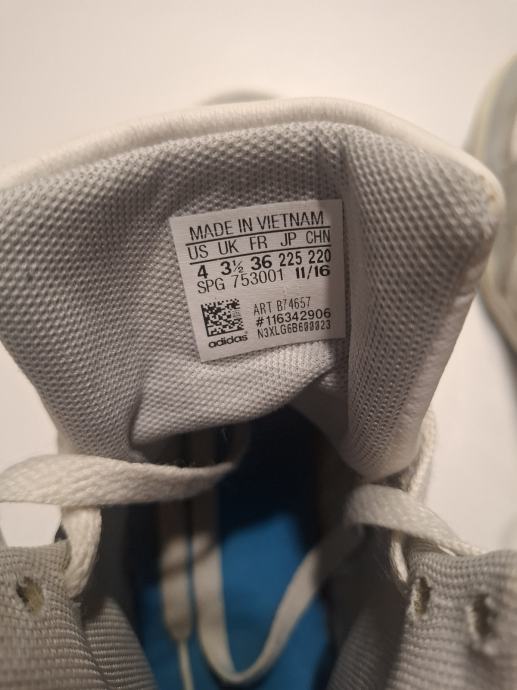 MADE IN VIETNAM
US UK FR JP CHN
4 3½ 36 225 220
SPG 753001 11/16
ART B74657
#116342906
N3XLG6B600023
adidas